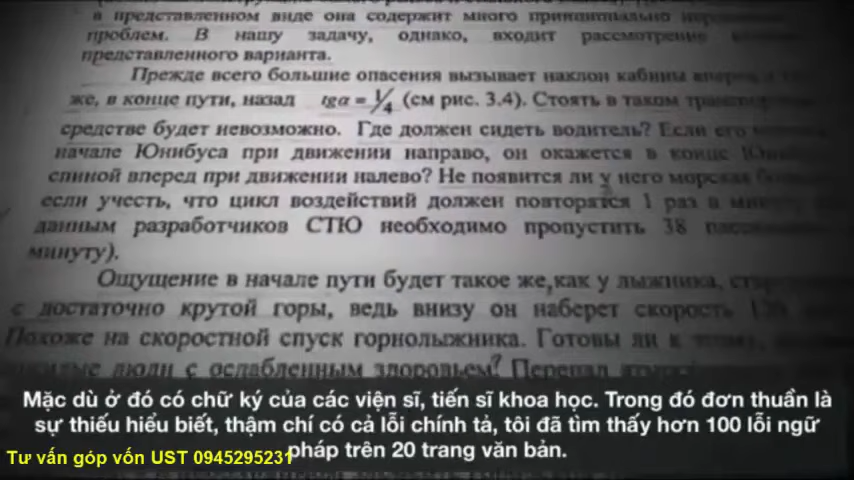 в представленном виде она содержит много принципиально
проблем. В нашу задачу, однако, входит рассмотрение
представленного варианта.
Прежде всего большие опасения вызывает наклон кабины вперед
же, в конце пути, назад tgα = 1/4 (см рис. 3.4). Стоять в таком
средстве будет невозможно. Где должен сидеть водитель? Если его
начале Юнибуса при движении направо, он окажется в конце
спиной вперед при движении налево? Не появится ли у него морская
если учесть, что цикл воздействий должен повторятся 1 раз в
данным разработчиков СТЮ необходимо пропустить 38
минуту).
Ощущение в начале пути будет такое же, как у лыжника,
с достаточно крутой горы, ведь внизу он наберет скорость
Похоже на скоростной спуск горнолыжника. Готовы ли к
люди с ослабленным здоровьем? Перепад
Mặc dù ở đó có chữ ký của các viện sĩ, tiến sĩ khoa học. Trong đó đơn thuần là
sự thiếu hiểu biết, thậm chí có cả lỗi chính tả, tôi đã tìm thấy hơn 100 lỗi ngữ
pháp trên 20 trang văn bản.
Tư vấn góp vốn UST 0945295231